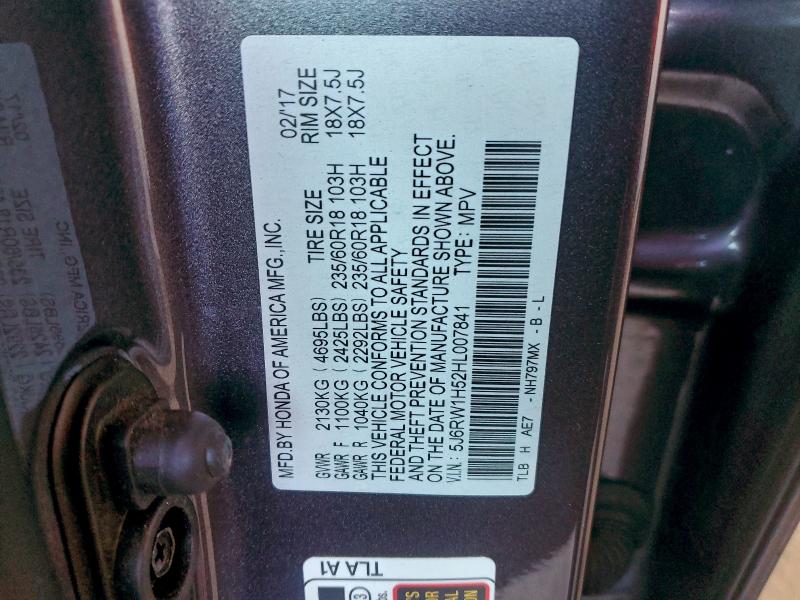 MFD.BY HONDA OF AMERICA MFG.,INC. 02/'17
TIRE SIZE RIM SIZE
GVWR 2130KG ( 4695LBS)
GAWR F 1100KG ( 2425LBS) 235/60R18 103H 18X7.5J
GAWR R 1040KG ( 2292LBS) 235/60R18 103H 18X7.5J
THIS VEHICLE CONFORMS TO ALL APPLICABLE
FEDERAL MOTOR VEHICLE SAFETY
AND THEFT PREVENTION STANDARDS IN EFFECT
ON THE DATE OF MANUFACTURE SHOWN ABOVE.
V.I.N.: 5J6RW1H52HL007841 TYPE: MPV
TLB H AE7 -NH797MX -B -L
TLA A1